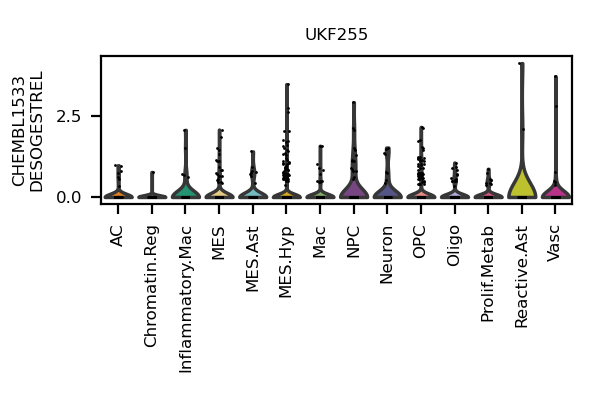 UKF255
CHEMBL1533
DESOGESTREL
2.5
0.0
AC
Chromatin.Reg
Inflammatory.Mac
MES
MES.Ast
MES.Hyp
Mac
NPC
Neuron
OPC
Oligo
Prolif.Metab
Reactive.Ast
Vasc